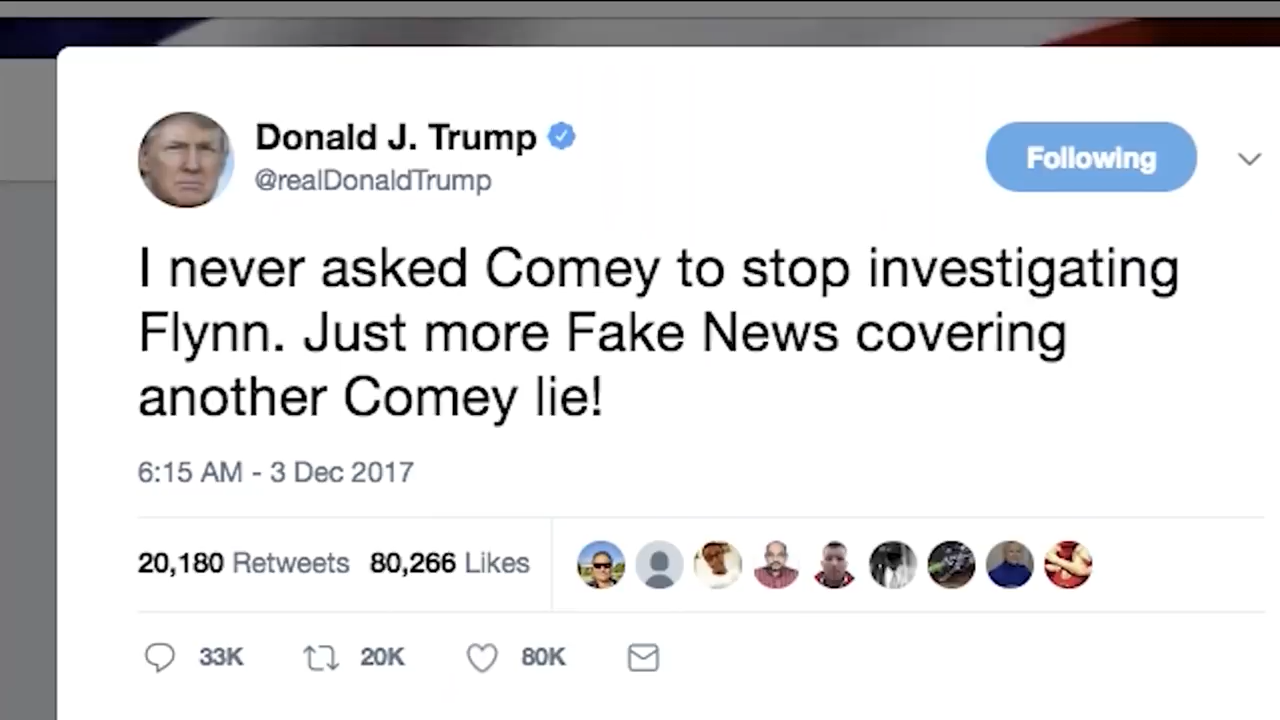 Donald J. Trump
@realDonaldTrump
Following
I never asked Comey to stop investigating
Flynn. Just more Fake News covering
another Comey lie!
6:15 AM - 3 Dec 2017
20,180 Retweets 80,266 Likes
33K 20K 80K